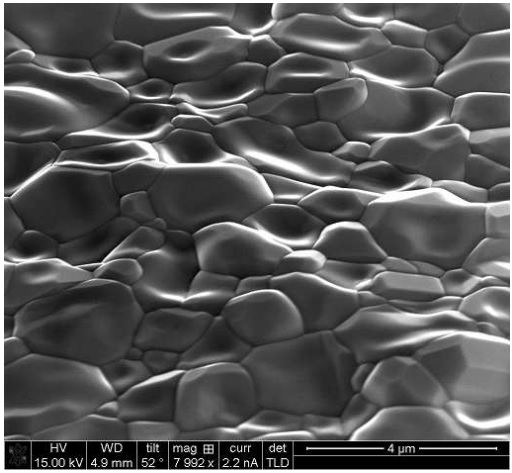 HV WD tilt mag curr det
4 µm
15.00 kV 4.9 mm 52 ° 7 992 x 2.2 nA TLD